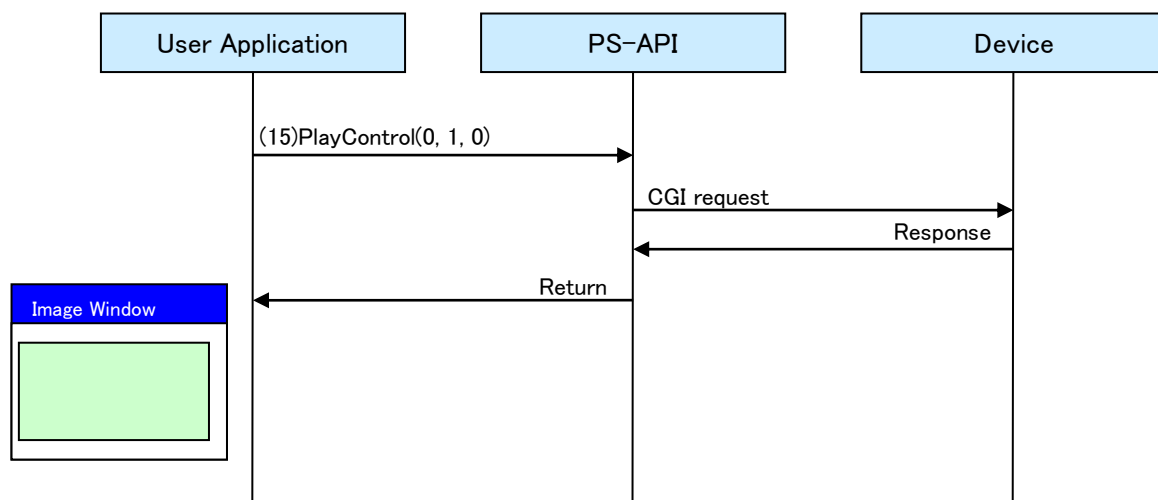 User Application
PS-API
Device
(15)PlayControl(0, 1, 0)
CGI request
Response
Return
Image Window